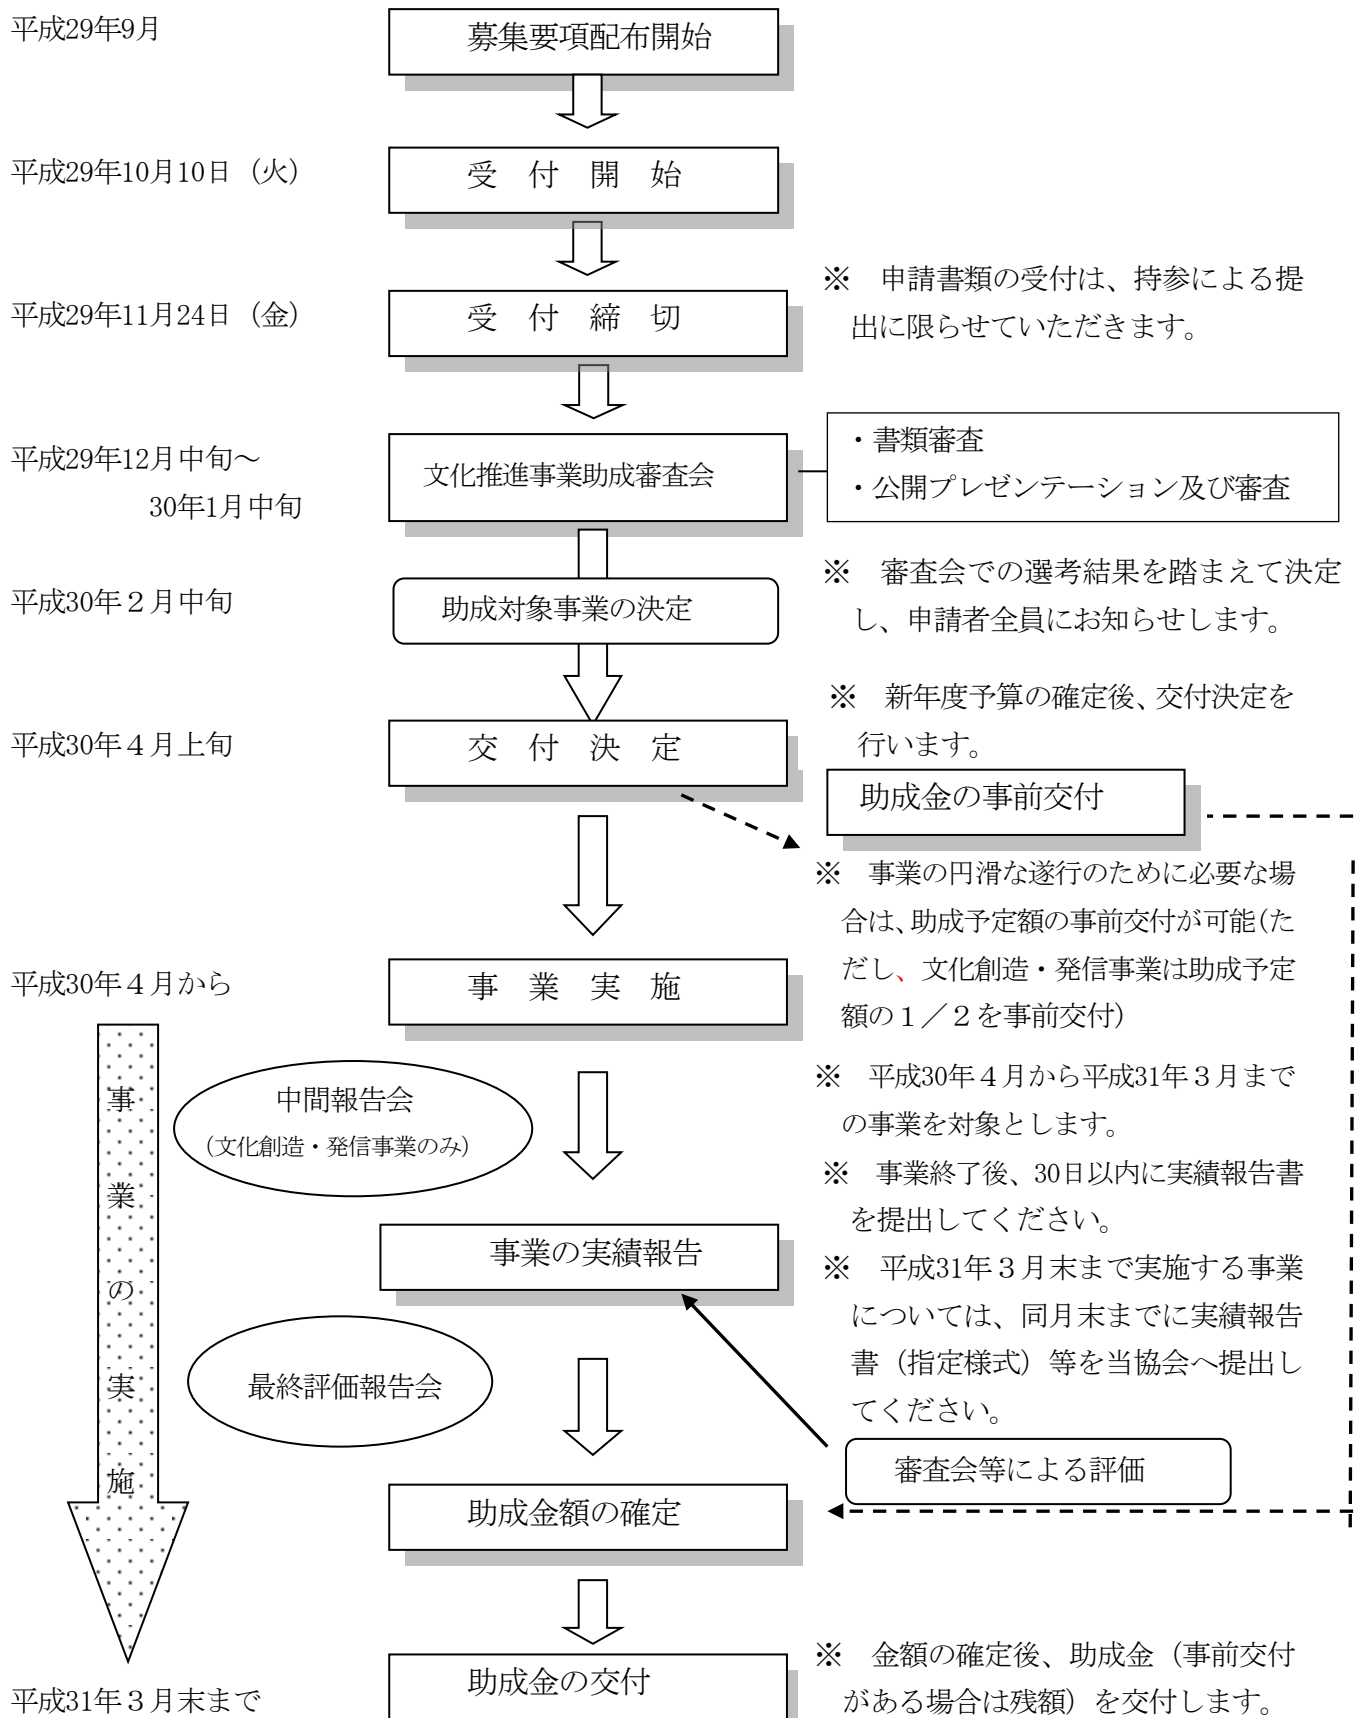 平成29年9月
募集要項配布開始
平成29年10月10日（火）
受　付　開　始
平成29年11月24日（金）
受　付　締　切
※　申請書類の受付は、持参による提
出に限らせていただきます。
平成29年12月中旬～
30年1月中旬
文化推進事業助成審査会
・書類審査
・公開プレゼンテーション及び審査
平成30年２月中旬
助成対象事業の決定
※　審査会での選考結果を踏まえて決定
し、申請者全員にお知らせします。
平成30年４月上旬
交　付　決　定
※　新年度予算の確定後、交付決定を
行います。
助成金の事前交付
※　事業の円滑な遂行のために必要な場
合は、助成予定額の事前交付が可能（た
だし、文化創造・発信事業は助成予定
額の１／２を事前交付）
平成30年４月から
事　業　実　施
※　平成30年４月から平成31年３月まで
の事業を対象とします。
中間報告会
（文化創造・発信事業のみ）
※　事業終了後、30日以内に実績報告書
を提出してください。
事業の実績報告
※　平成31年３月末まで実施する事業
については、同月末までに実績報告
書（指定様式）等を当協会へ提出し
てください。
事業の実施
最終評価報告会
審査会等による評価
助成金額の確定
平成31年３月末まで
助成金の交付
※　金額の確定後、助成金（事前交付
がある場合は残額）を交付します。